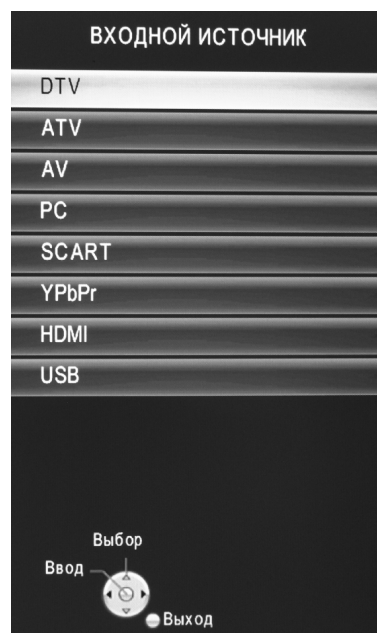 ВХОДНОЙ ИСТОЧНИК
DTV
ATV
AV
PC
SCART
YPbPr
HDMI
USB
Выбор
Ввод
Выход